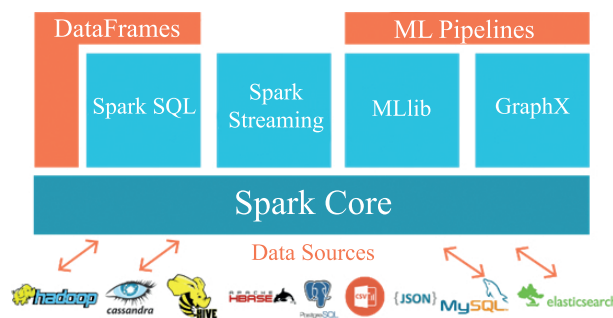 DataFrames
ML Pipelines
Spark SQL
Spark
Streaming
MLlib
GraphX
Spark Core
Data Sources
hadoop
cassandra
HIVE
APACHE
HBASE
PostgreSQL
CSV
{JSON}
MySQL
elasticsearch